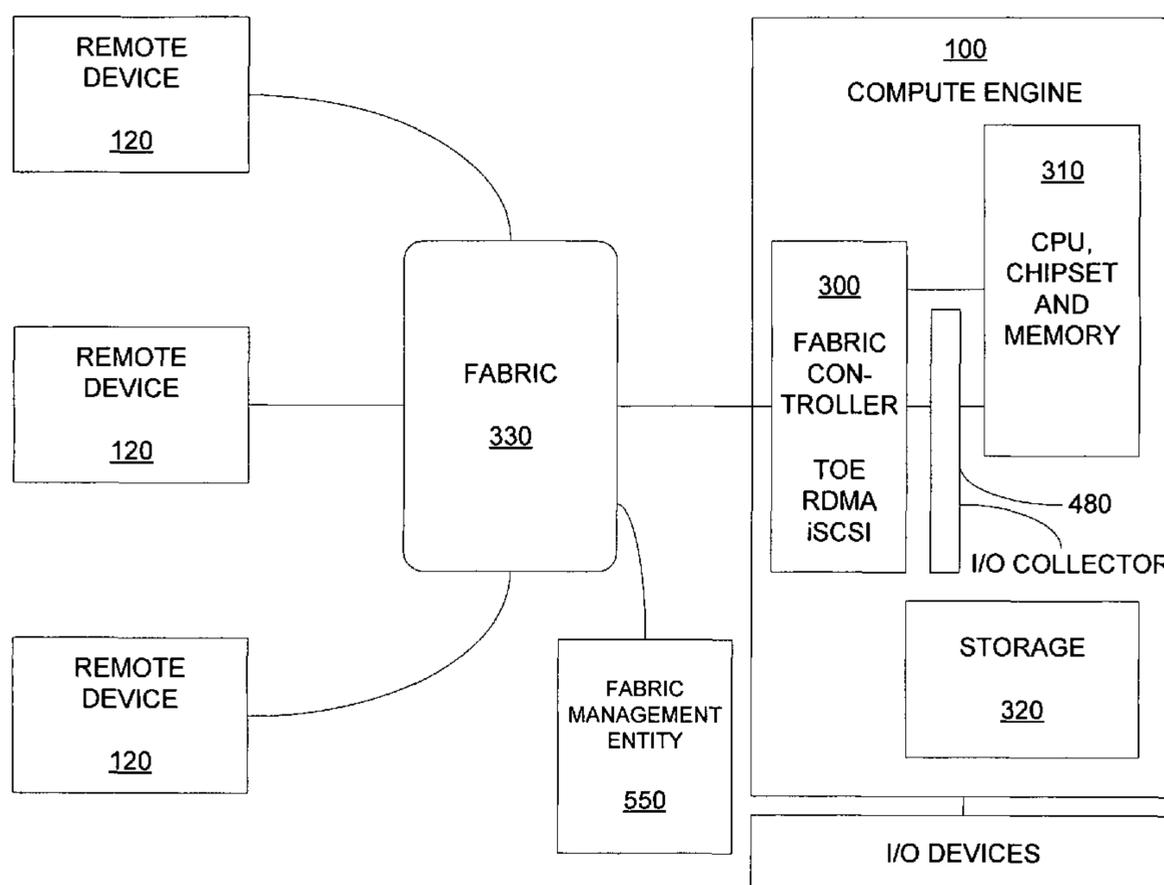 REMOTE
DEVICE
120
REMOTE
DEVICE
120
REMOTE
DEVICE
120
FABRIC
330
FABRIC
MANAGEMENT
ENTITY
550
100
COMPUTE ENGINE
310
CPU,
CHIPSET
AND
MEMORY
300
FABRIC
CON-
TROLLER
TOE
RDMA
iSCSI
480
I/O COLLECTOR
STORAGE
320
I/O DEVICES